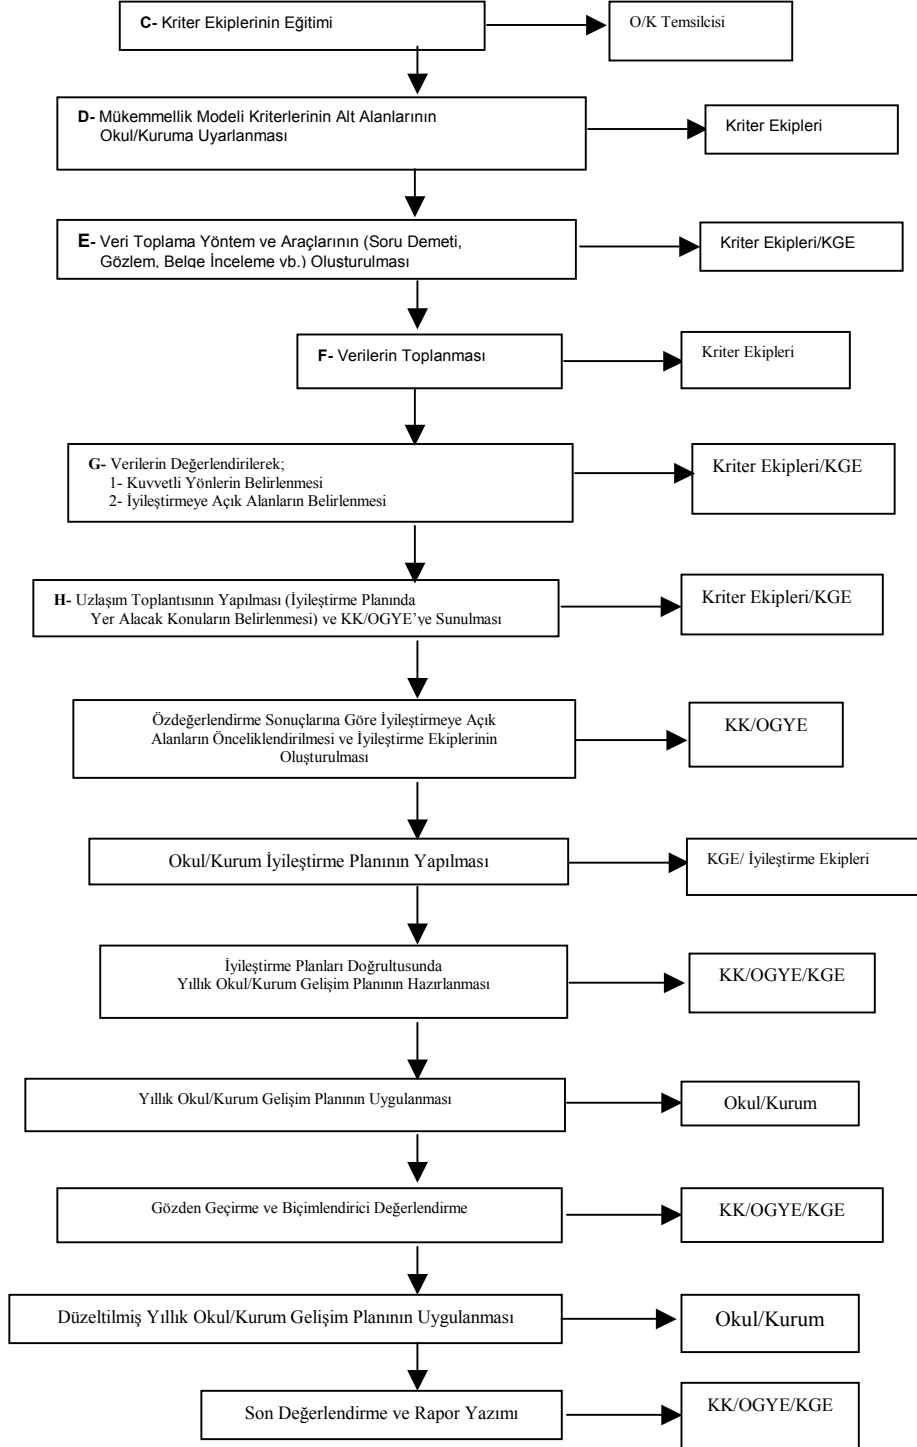 C- Kriter Ekiplerinin Eğitimi
O/K Temsilcisi
D- Mükemmellik Modeli Kriterlerinin Alt Alanlarının
Okul/Kuruma Uyarlanması
Kriter Ekipleri
E- Veri Toplama Yöntem ve Araçlarının (Soru Demeti,
Gözlem, Belge İnceleme vb.) Oluşturulması
Kriter Ekipleri/KGE
F- Verilerin Toplanması
Kriter Ekipleri
G- Verilerin Değerlendirilerek;
1- Kuvvetli Yönlerin Belirlenmesi
2- İyileştirmeye Açık Alanların Belirlenmesi
Kriter Ekipleri/KGE
H- Uzlaşım Toplantısının Yapılması (İyileştirme Planında
Yer Alacak Konuların Belirlenmesi) ve KK/OGYE’ye Sunulması
Kriter Ekipleri/KGE
Özdeğerlendirme Sonuçlarına Göre İyileştirmeye Açık
Alanların Önceliklendirilmesi ve İyileştirme Ekiplerinin
Oluşturulması
KK/OGYE
Okul/Kurum İyileştirme Planının Yapılması
KGE/ İyileştirme Ekipleri
İyileştirme Planları Doğrultusunda
Yıllık Okul/Kurum Gelişim Planının Hazırlanması
KK/OGYE/KGE
Yıllık Okul/Kurum Gelişim Planının Uygulanması
Okul/Kurum
Gözden Geçirme ve Biçimlendirici Değerlendirme
KK/OGYE/KGE
Düzeltilmiş Yıllık Okul/Kurum Gelişim Planının Uygulanması
Okul/Kurum
Son Değerlendirme ve Rapor Yazımı
KK/OGYE/KGE